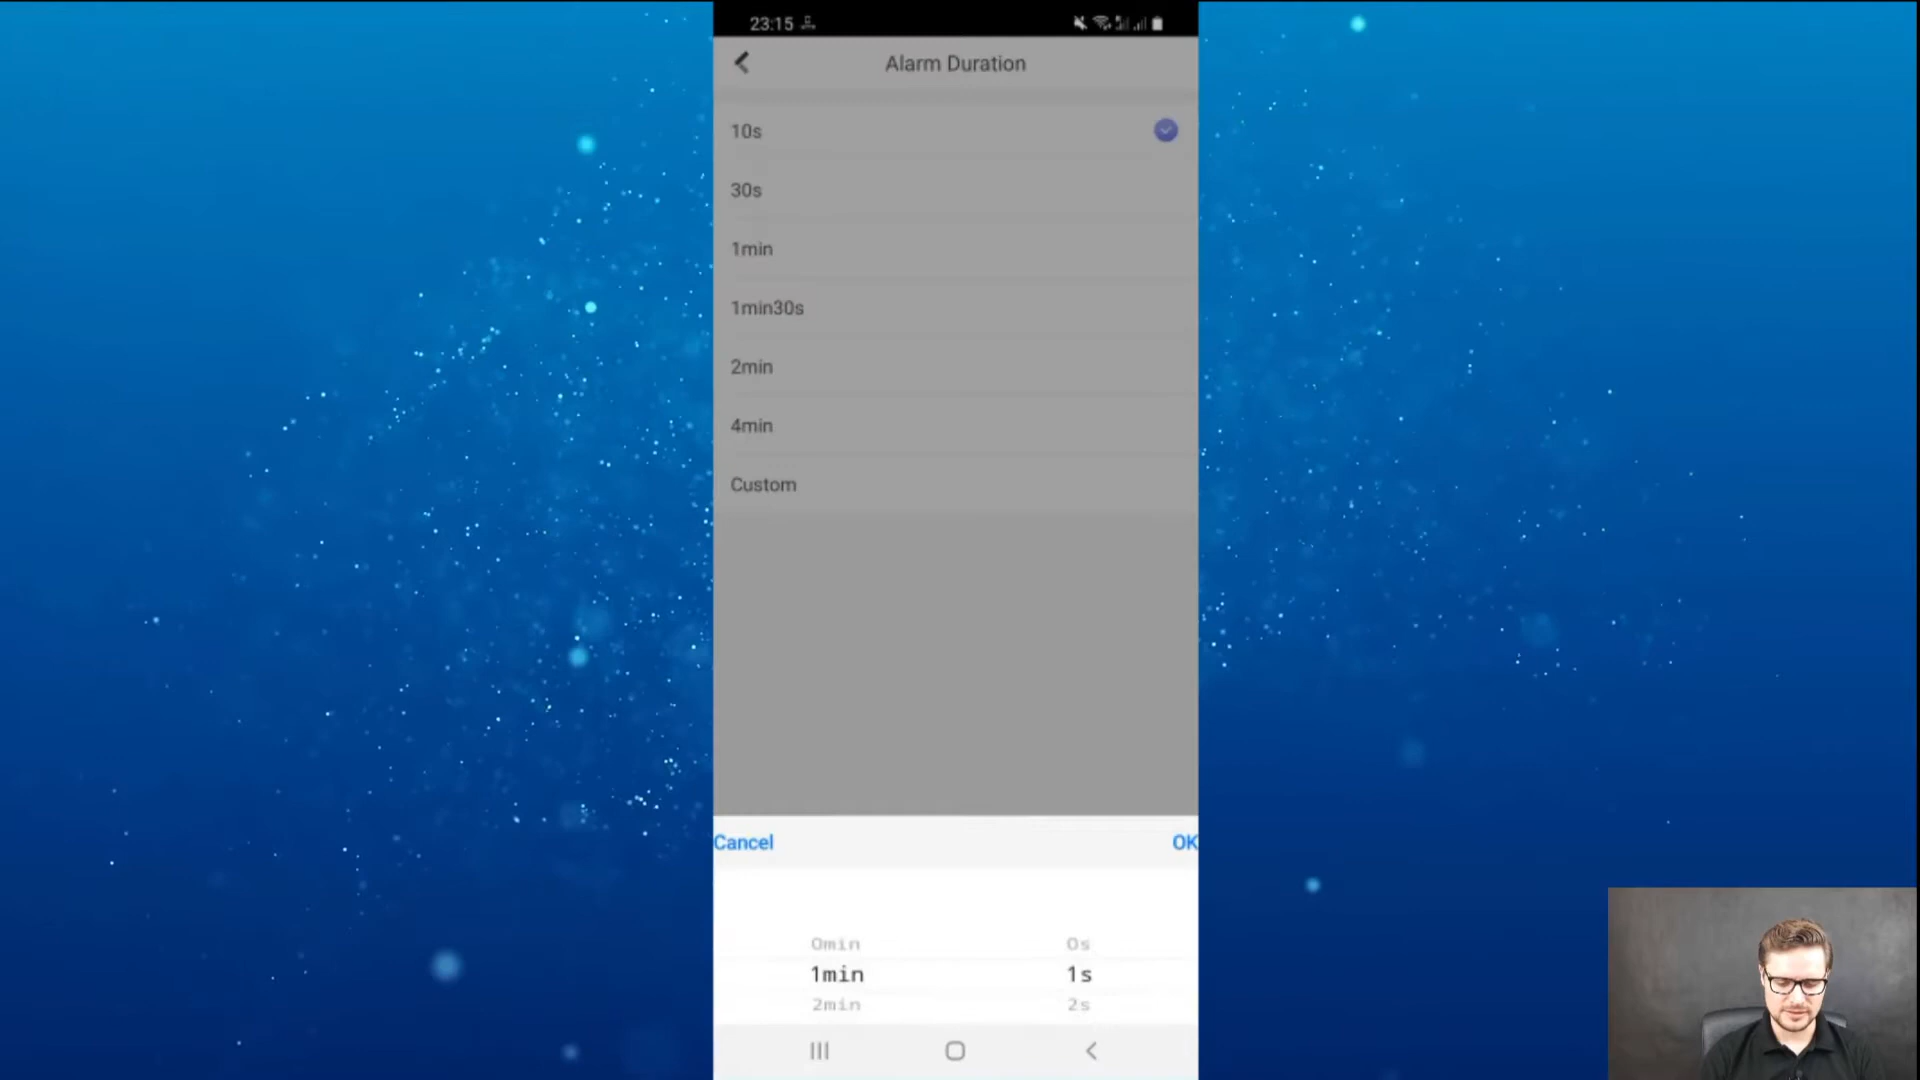 23:15
Alarm Duration
10s
30s
1min
1min30s
2min
4min
Custom
Cancel OK
0min 0s
1min 1s
2min 2s